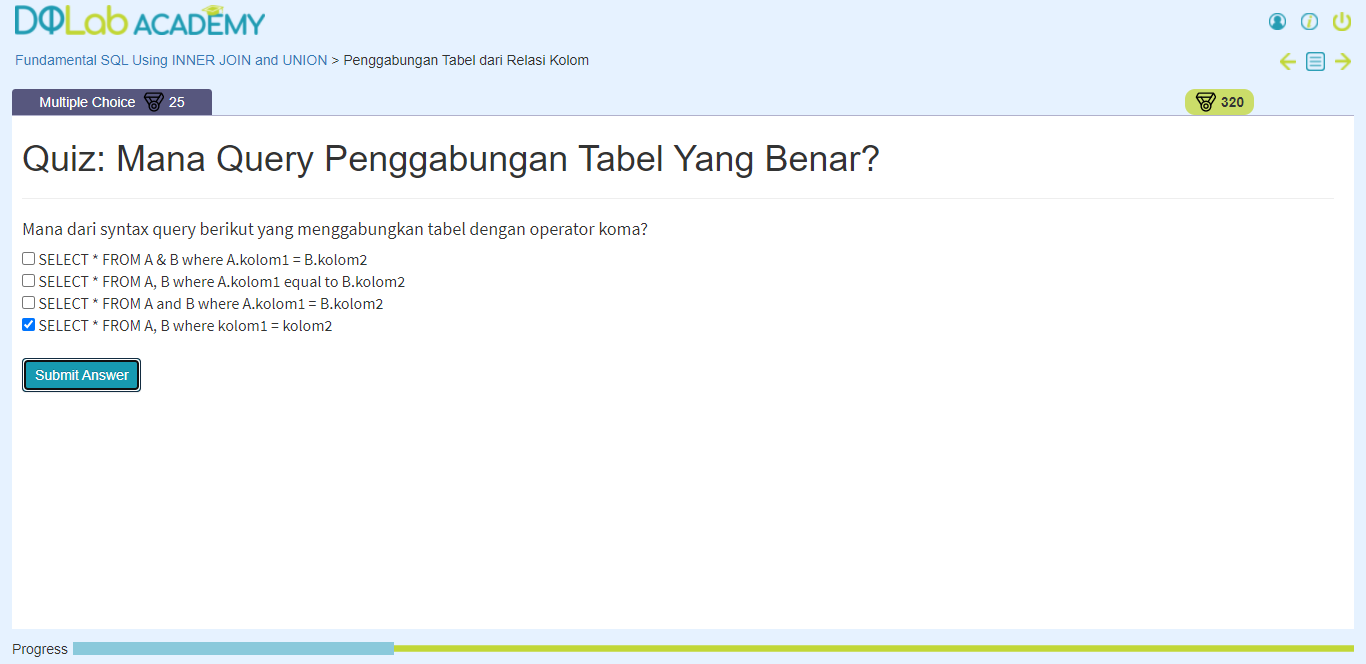 DQLab ACADEMY
Fundamental SQL Using INNER JOIN and UNION > Penggabungan Tabel dari Relasi Kolom
Multiple Choice 25
320
Quiz: Mana Query Penggabungan Tabel Yang Benar?
Mana dari syntax query berikut yang menggabungkan tabel dengan operator koma?
SELECT * FROM A & B where A.kolom1 = B.kolom2
SELECT * FROM A, B where A.kolom1 equal to B.kolom2
SELECT * FROM A and B where A.kolom1 = B.kolom2
SELECT * FROM A, B where kolom1 = kolom2
Submit Answer
Progress